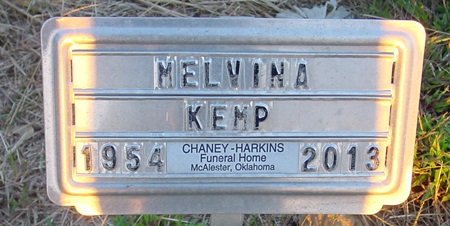 MELVINA
KEMP
1954 CHANEY-HARKINS 2013
Funeral Home
McAlester, Oklahoma